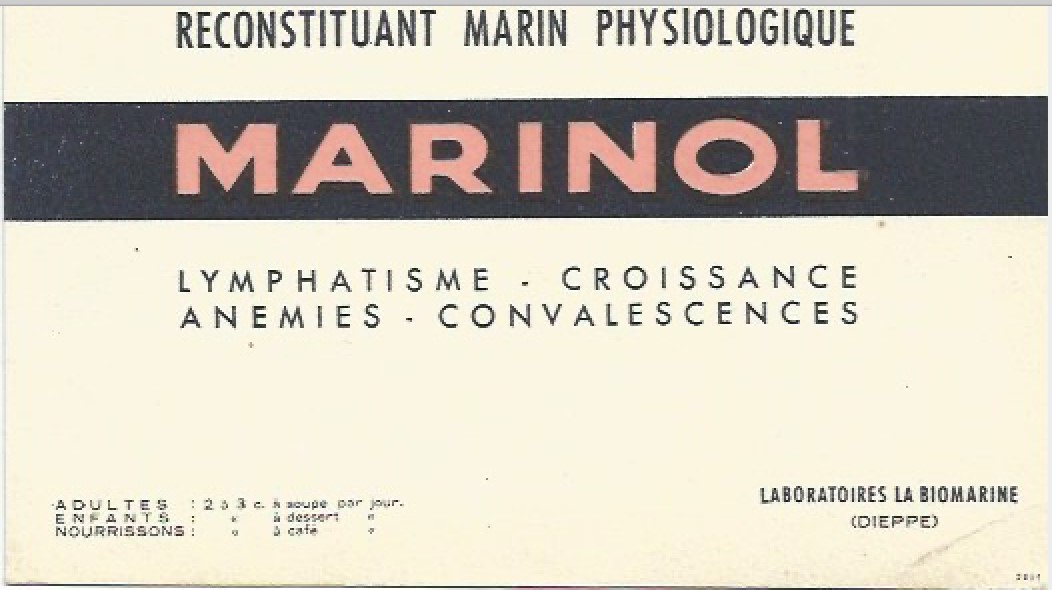 RECONSTITUANT MARIN PHYSIOLOGIQUE
MARINOL
LYMPHATISME - CROISSANCE
ANEMIES - CONVALESCENCES
ADULTES : 2 à 3 c. à soupe par jour.
ENFANTS : " à dessert "
NOURRISSONS : " à café "
LABORATOIRES LA BIOMARINE
(DIEPPE)